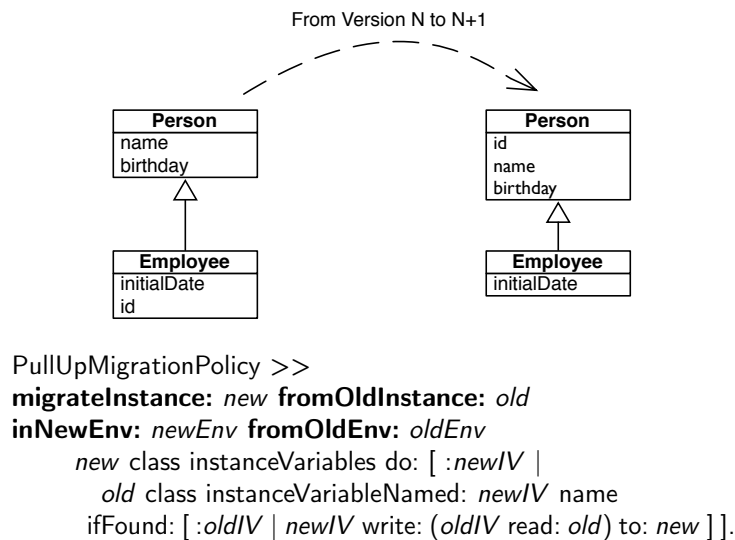 From Version N to N+1
Person
name
birthday
Employee
initialDate
id
Person
id
name
birthday
Employee
initialDate
PullUpMigrationPolicy >>
migrateInstance: new fromOldInstance: old
inNewEnv: newEnv fromOldEnv: oldEnv
new class instanceVariables do: [ :newIV |
old class instanceVariableNamed: newIV name
ifFound: [ :oldIV | newIV write: (oldIV read: old) to: new ] ].